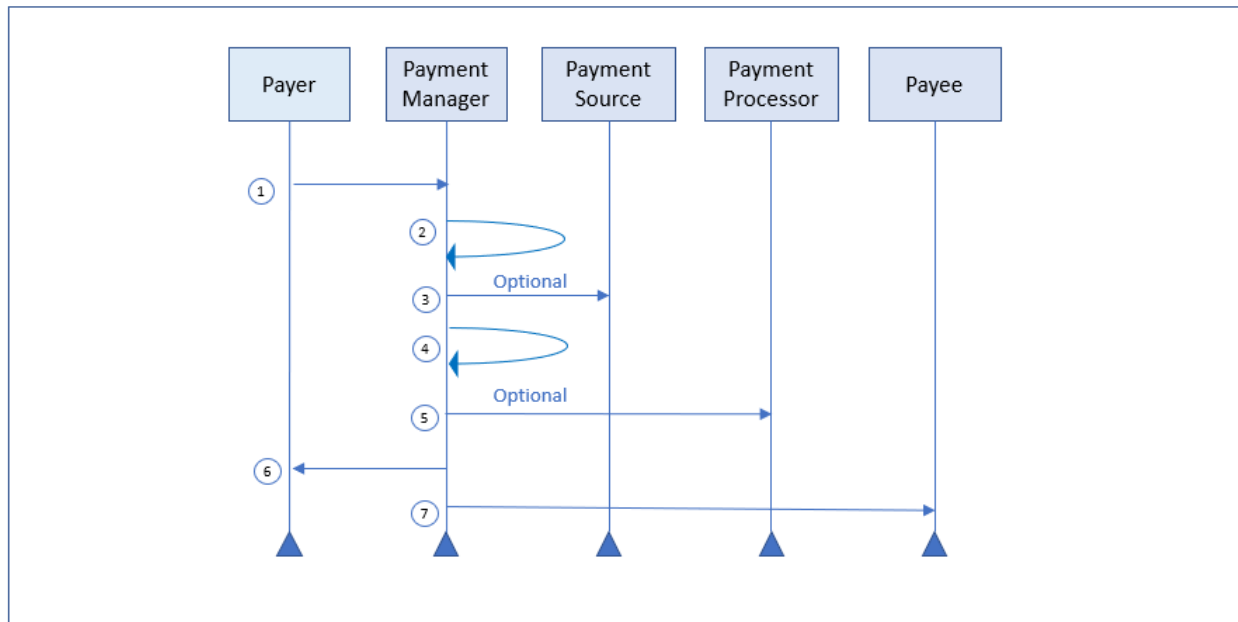 Payer
Payment
Manager
Payment
Source
Payment
Processor
Payee
1
2
Optional
3
4
Optional
5
6
7